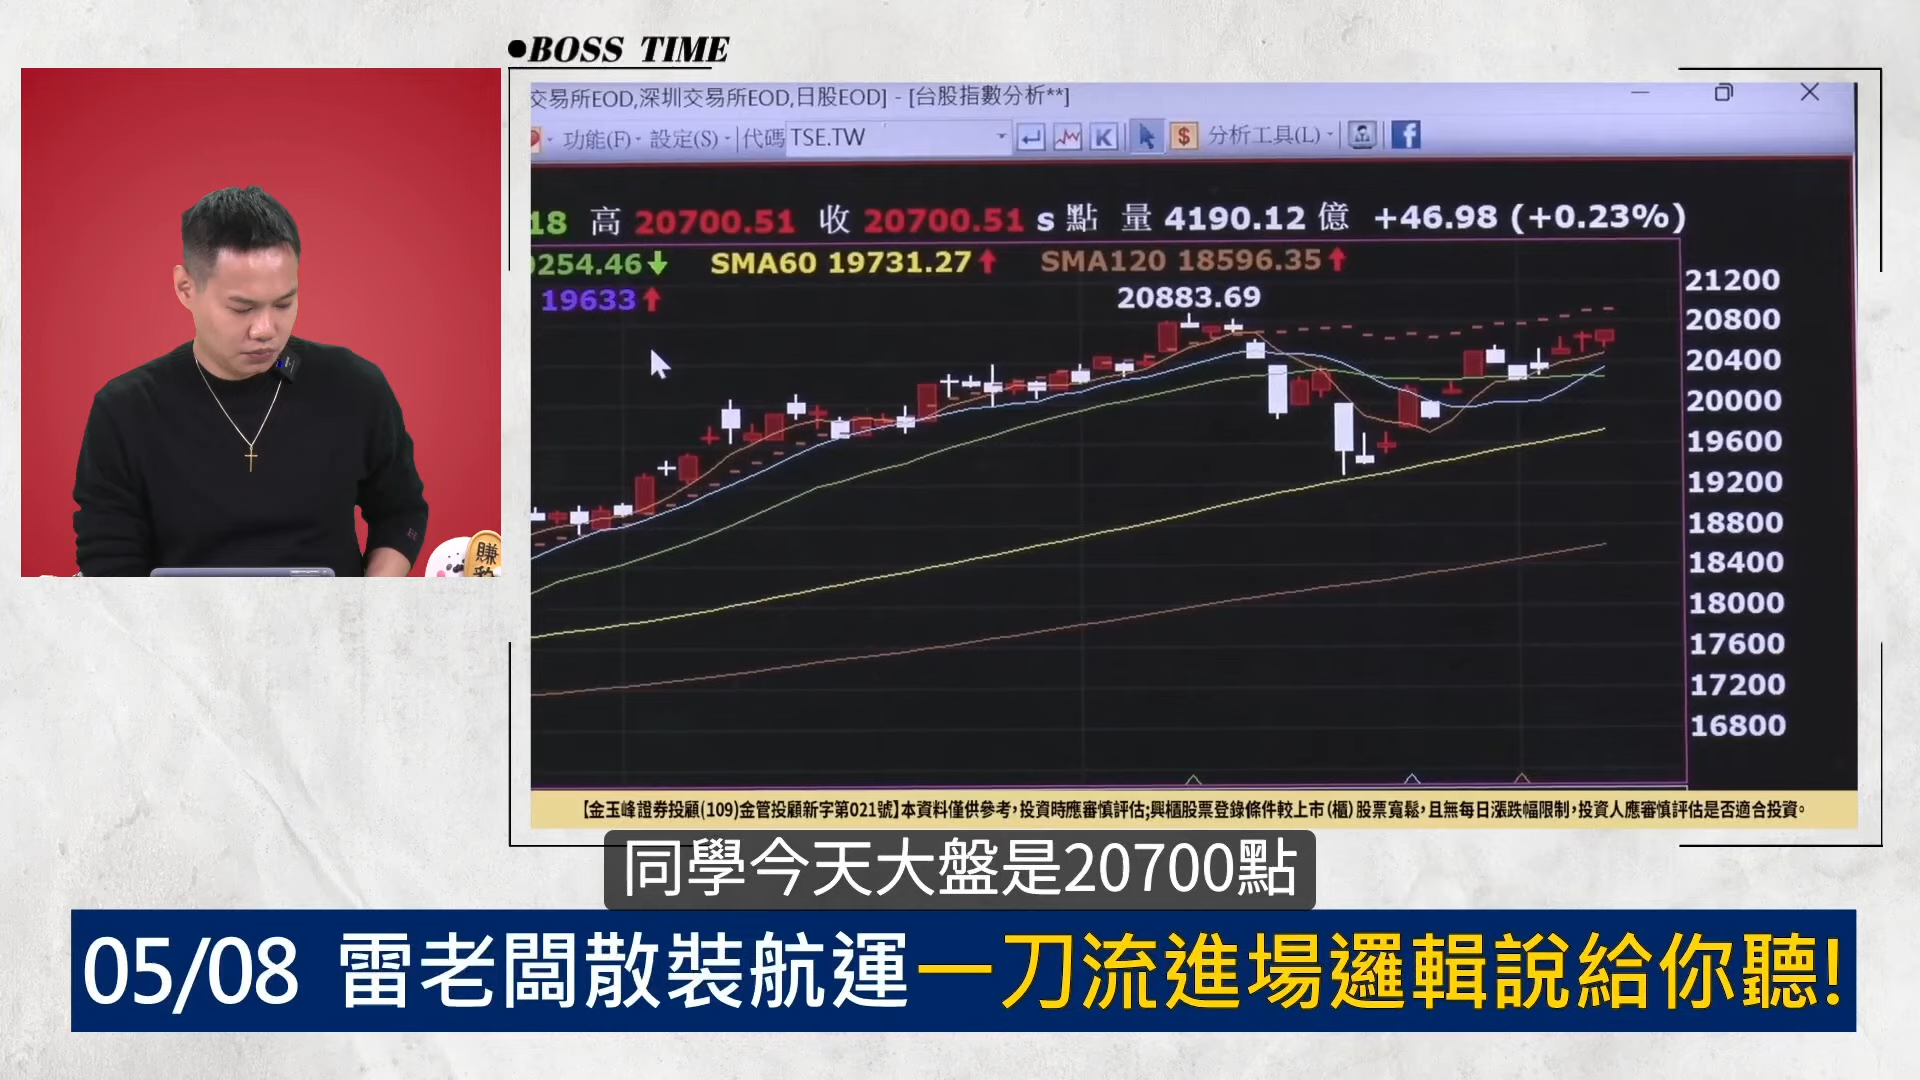 BOSS TIME
交易所EOD,深圳交易所EOD,日股EOD] - [台股指數分析**]
功能(F) 設定(S) 代碼 TSE.TW K $ 分析工具(L) f
18 高 20700.51 收 20700.51 s 點 量 4190.12 億 +46.98 (+0.23%)
254.46 SMA60 19731.27 SMA120 18596.35
19633
20883.69
21200
20800
20400
20000
19600
19200
18800
18400
18000
17600
17200
16800
賺
【金玉峰證券投顧(109)金管投顧新字第021號】本資料僅供參考,投資時應審慎評估;興櫃股票登錄條件較上市(櫃)股票寬鬆,且無每日漲跌幅限制,投資人應審慎評估是否適合投資。
同學今天大盤是20700點
05/08 雷老闆散裝航運一刀流進場邏輯說給你聽!